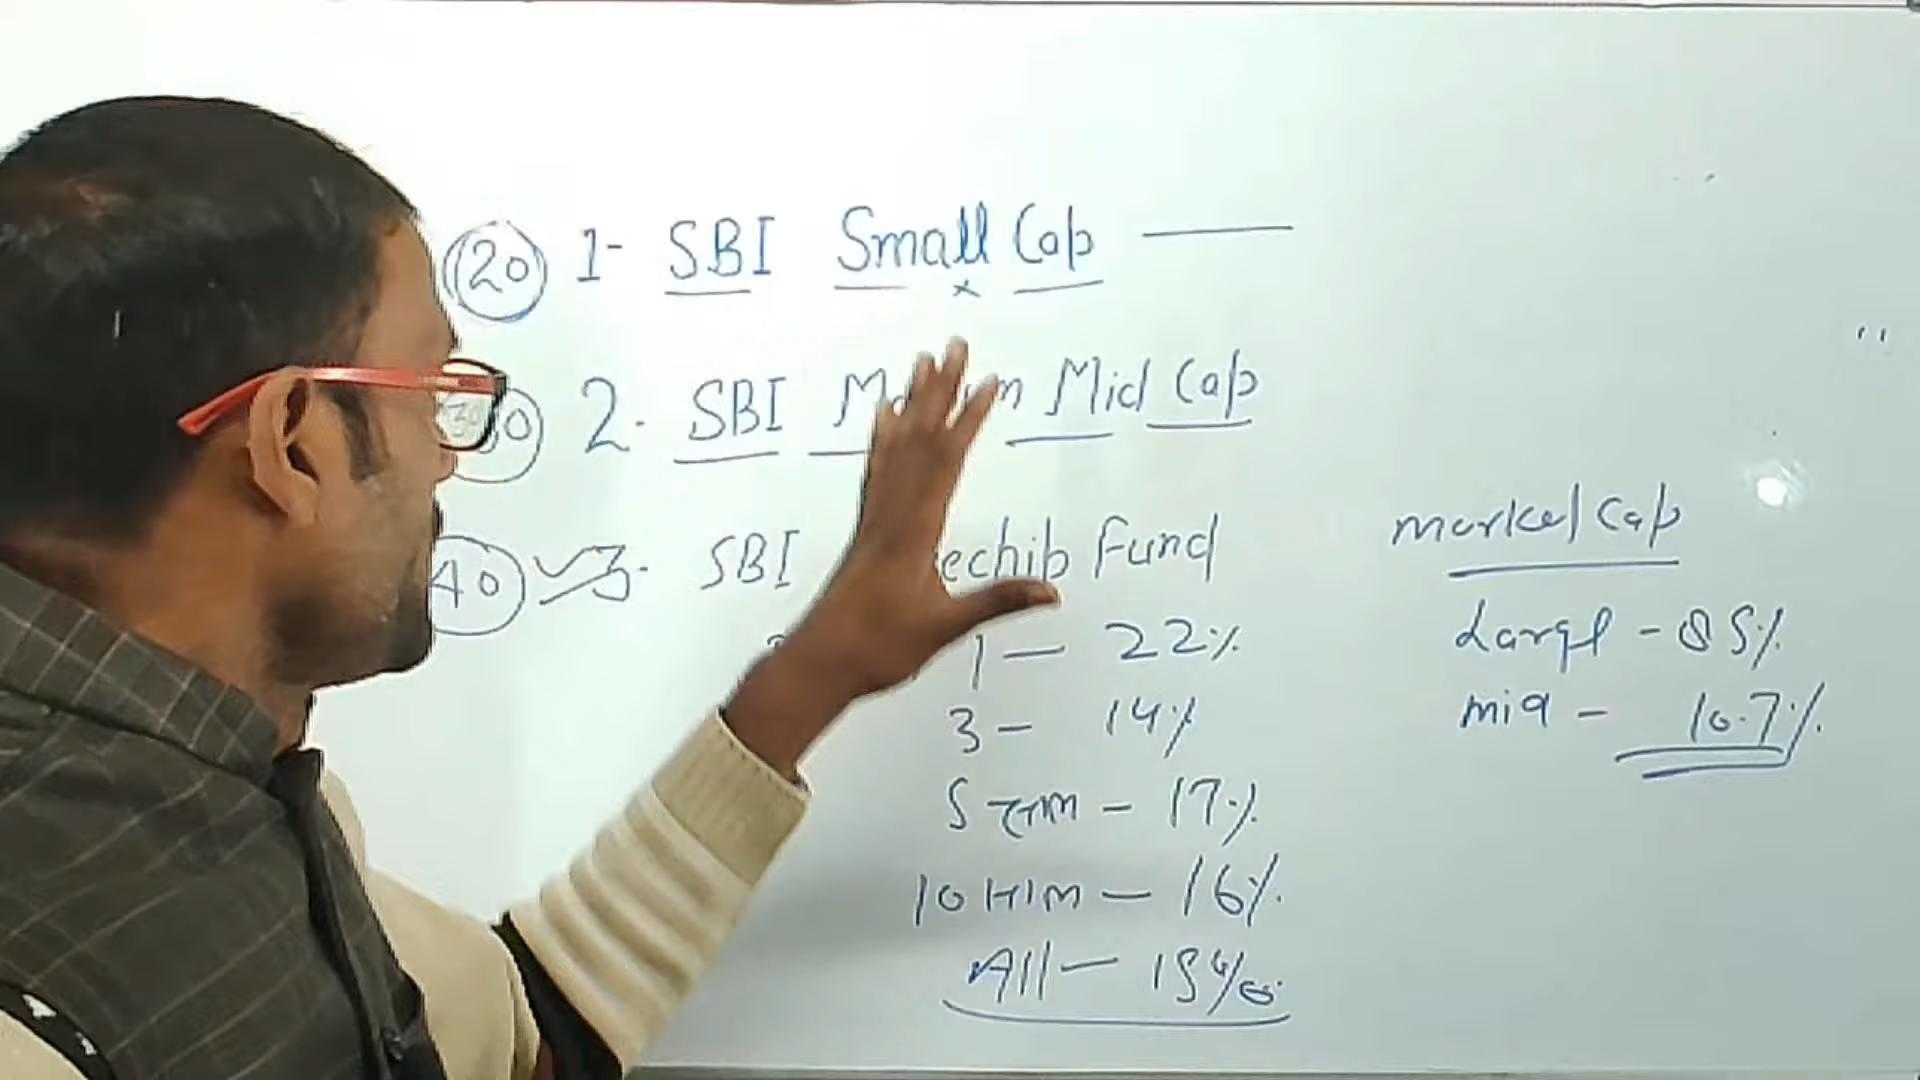 20 1- SBI Small Cap
2. SBI Mid Cap
40 3. SBI Fund
1 - 22%
3 - 14%
5 साल - 17%
10 साल - 16%
All - 15%
market Cap
Large - 85%
mid - 10.7%